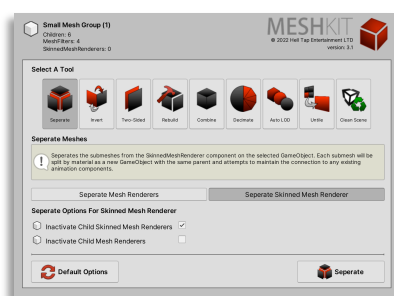 Small Mesh Group (1)
Children: 6
MeshFilters: 4
SkinnedMeshRenderers: 0
MESHKIT
© 2022 Hell Tap Entertainment LTD
version: 3.1
Select A Tool
Seperate
Invert
Two-Sided
Rebuild
Combine
Decimate
Auto LOD
Untile
Clean Scene
Seperate Meshes
Seperates the submeshes from the SkinnedMeshRenderer component on the selected GameObject. Each submesh will be
split by material as a new GameObject with the same parent and attempts to maintain the connection to any existing
animation components.
Seperate Mesh Renderers
Seperate Skinned Mesh Renderer
Seperate Options For Skinned Mesh Renderer
Inactivate Child Skinned Mesh Renderers
Inactivate Child Mesh Renderers
Default Options
Seperate